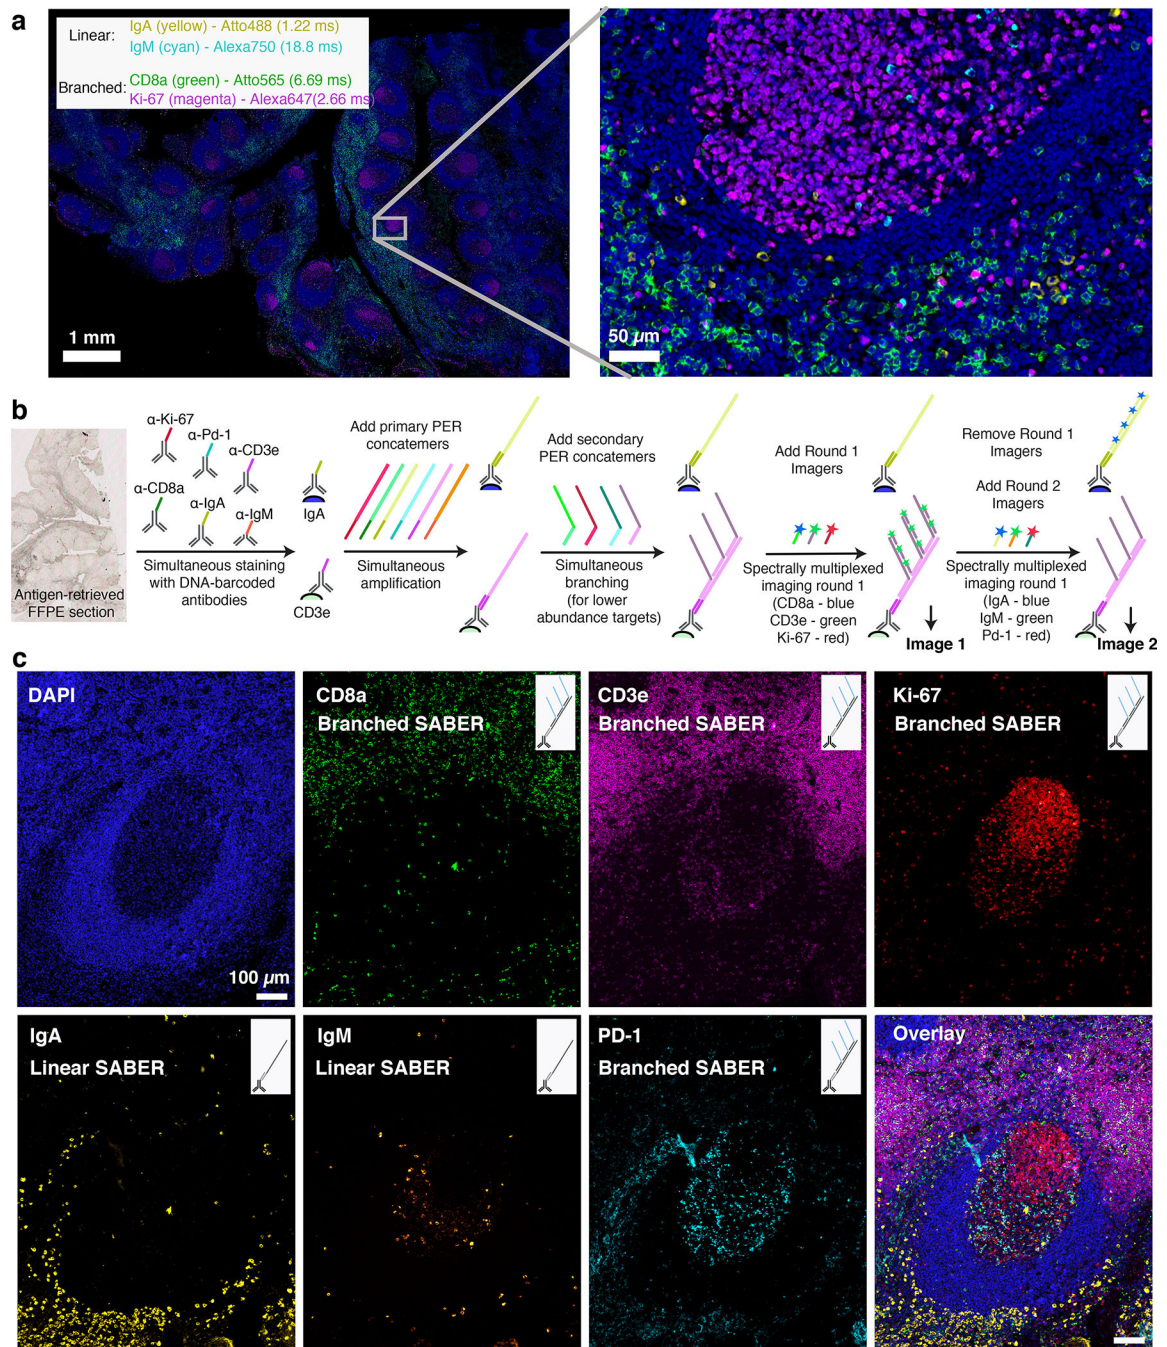 a
Linear:
IgA (yellow) - Atto488 (1.22 ms)
IgM (cyan) - Alexa750 (18.8 ms)
Branched:
CD8a (green) - Atto565 (6.69 ms)
Ki-67 (magenta) - Alexa647(2.66 ms)
1 mm
50 µm
b
Antigen-retrieved
FFPE section
α-Ki-67
α-Pd-1
α-CD3e
α-CD8a
α-IgA
α-IgM
Simultaneous staining
with DNA-barcoded
antibodies
IgA
CD3e
Add primary PER
concatemers
Simultaneous
amplification
Add secondary
PER concatemers
Simultaneous
branching
(for lower
abundance targets)
Add Round 1
Imagers
Spectrally multiplexed
imaging round 1
(CD8a - blue
CD3e - green
Ki-67 - red)
Image 1
Remove Round 1
Imagers
Add Round 2
Imagers
Spectrally multiplexed
imaging round 1
(IgA - blue
IgM - green
Pd-1 - red)
Image 2
c
DAPI
100 µm
CD8a
Branched SABER
CD3e
Branched SABER
Ki-67
Branched SABER
IgA
Linear SABER
IgM
Linear SABER
PD-1
Branched SABER
Overlay